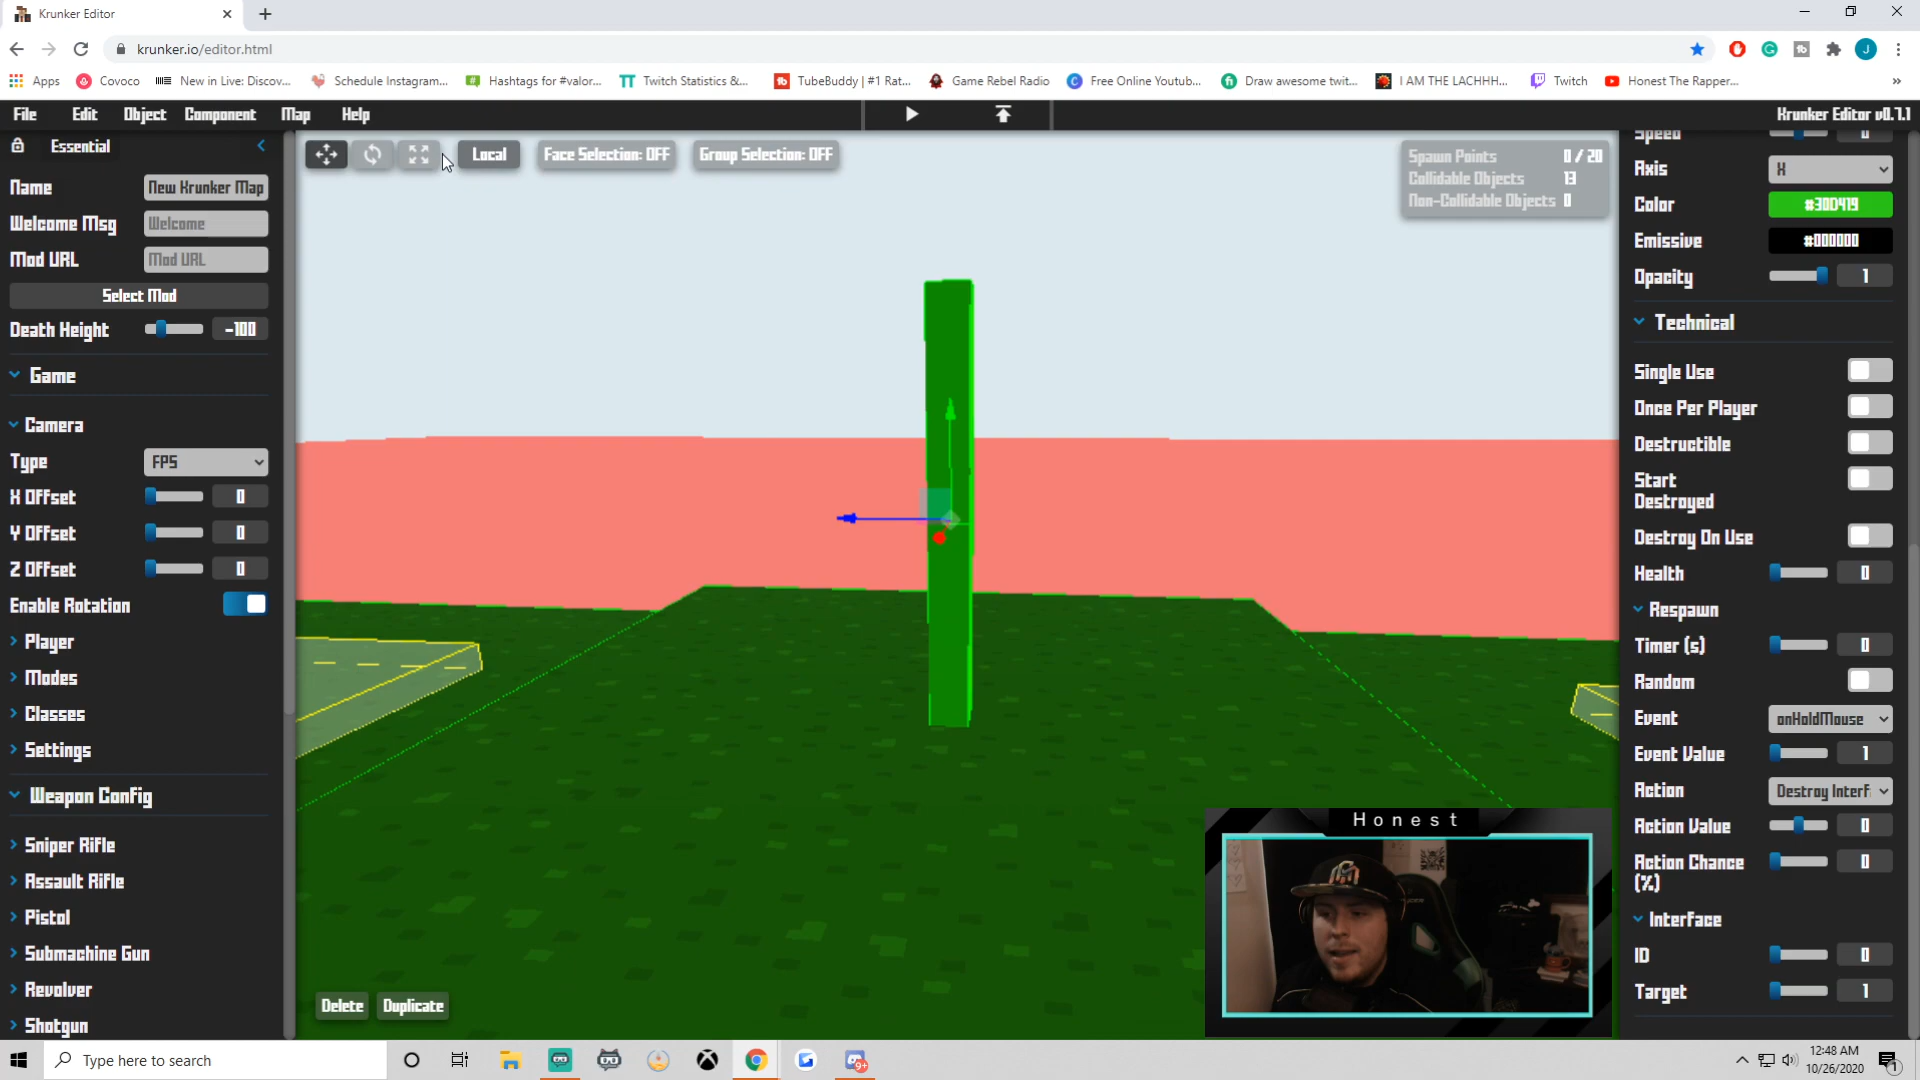 Krunker Editor
krunker.io/editor.html
J
Apps
Covoco
New in Live: Discov...
Schedule Instagram...
Hashtags for #valor...
Twitch Statistics &...
TubeBuddy | #1 Rat...
Game Rebel Radio
Free Online Youtub...
Draw awesome twit...
I AM THE LACHHH...
Twitch
Honest The Rapper...
»
File
Edit
Object
Component
Map
Help
Krunker Editor v0.7.1
Essential
Name
New Krunker Map
Welcome Msg
Welcome
Mod URL
Mod URL
Select Mod
Death Height
-100
Game
Camera
Type
FPS
X Offset
0
Y Offset
0
Z Offset
0
Enable Rotation
Player
Modes
Classes
Settings
Weapon Config
Sniper Rifle
Assault Rifle
Pistol
Submachine Gun
Revolver
Shotgun
Local
Face Selection: OFF
Group Selection: OFF
Spawn Points 0 / 20
Collidable Objects 13
Non-Collidable Objects 0
Delete
Duplicate
Honest
Speed
0
Axis
X
Color
#30D419
Emissive
#000000
Opacity
1
Technical
Single Use
Once Per Player
Destructible
Start
Destroyed
Destroy On Use
Health
0
Respawn
Timer (s)
0
Random
Event
onHoldMouse
Event Value
1
Action
Destroy Interf
Action Value
0
Action Chance
(%)
0
Interface
ID
0
Target
1
Type here to search
9+
12:48 AM
10/26/2020
1